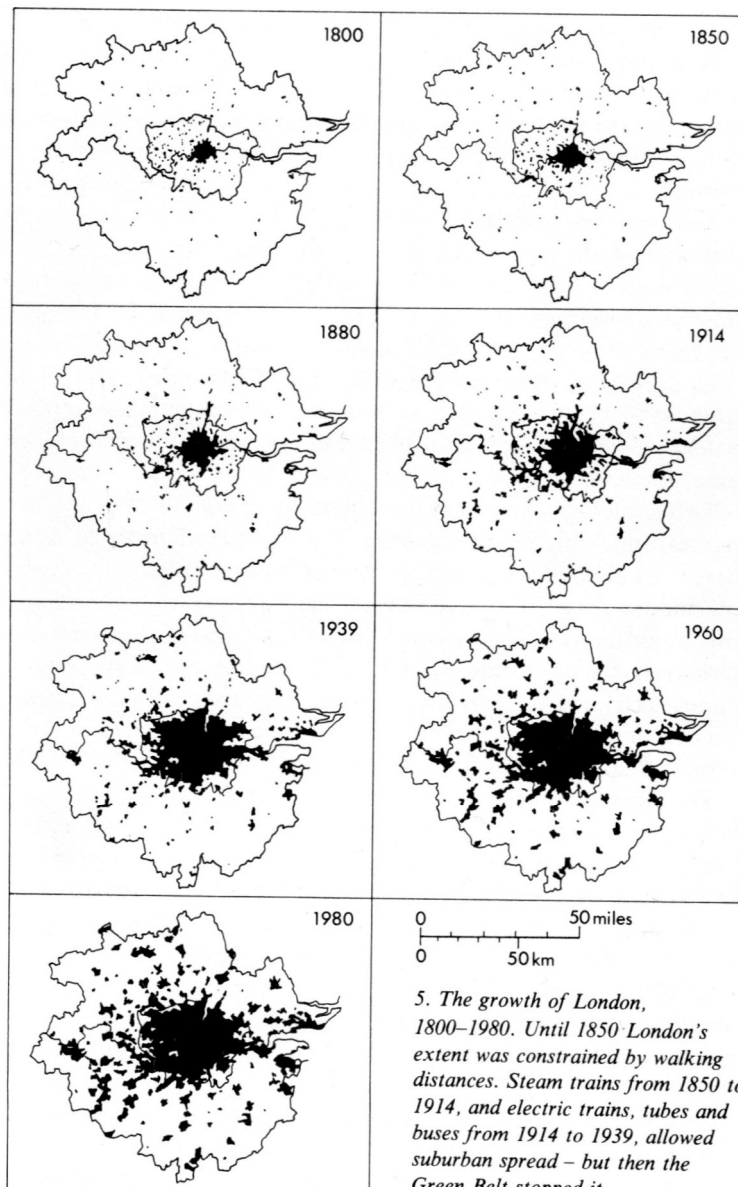 1800
1850
1880
1914
1939
1960
1980
0 50 miles
0 50 km
5. The growth of London,
1800–1980. Until 1850 London's
extent was constrained by walking
distances. Steam trains from 1850 to
1914, and electric trains, tubes and
buses from 1914 to 1939, allowed
suburban spread – but then the
Green Belt stopped it.